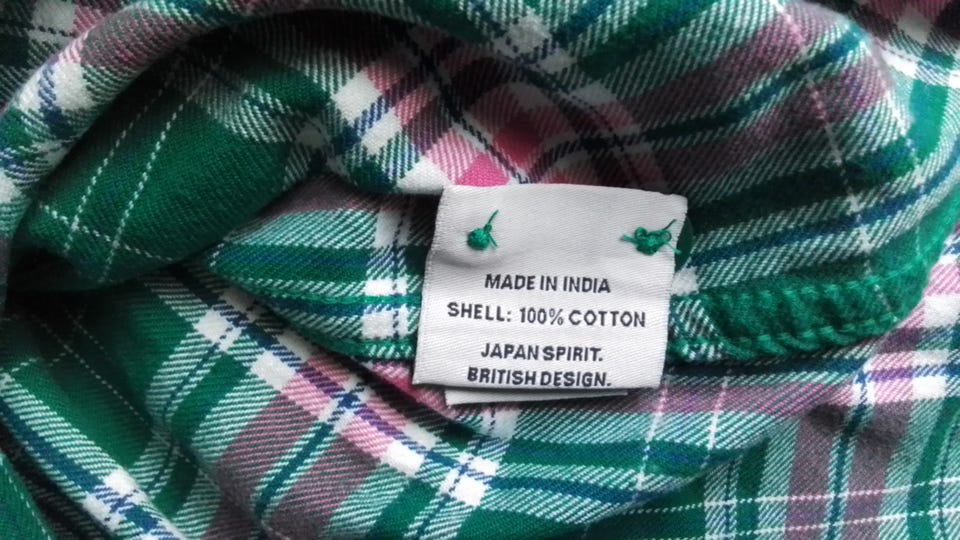 MADE IN INDIA
SHELL: 100% COTTON
JAPAN SPIRIT.
BRITISH DESIGN.